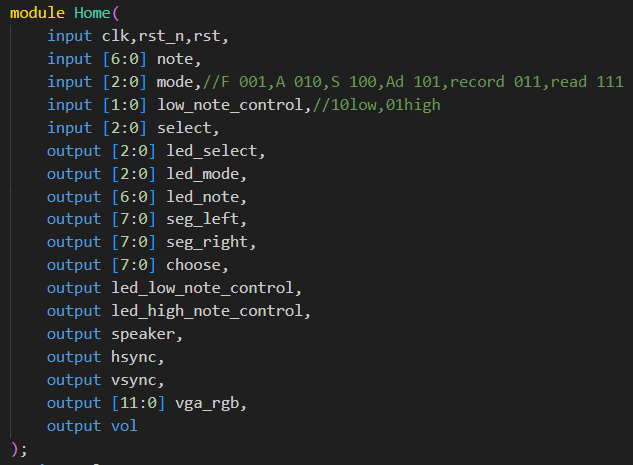 module Home(
    input clk,rst_n,rst,
    input [6:0] note,
    input [2:0] mode,//F 001,A 010,S 100,Ad 101,record 011,read 111
    input [1:0] low_note_control,//10low,01high
    input [2:0] select,
    output [2:0] led_select,
    output [2:0] led_mode,
    output [6:0] led_note,
    output [7:0] seg_left,
    output [7:0] seg_right,
    output [7:0] choose,
    output led_low_note_control,
    output led_high_note_control,
    output speaker,
    output hsync,
    output vsync,
    output [11:0] vga_rgb,
    output vol
);